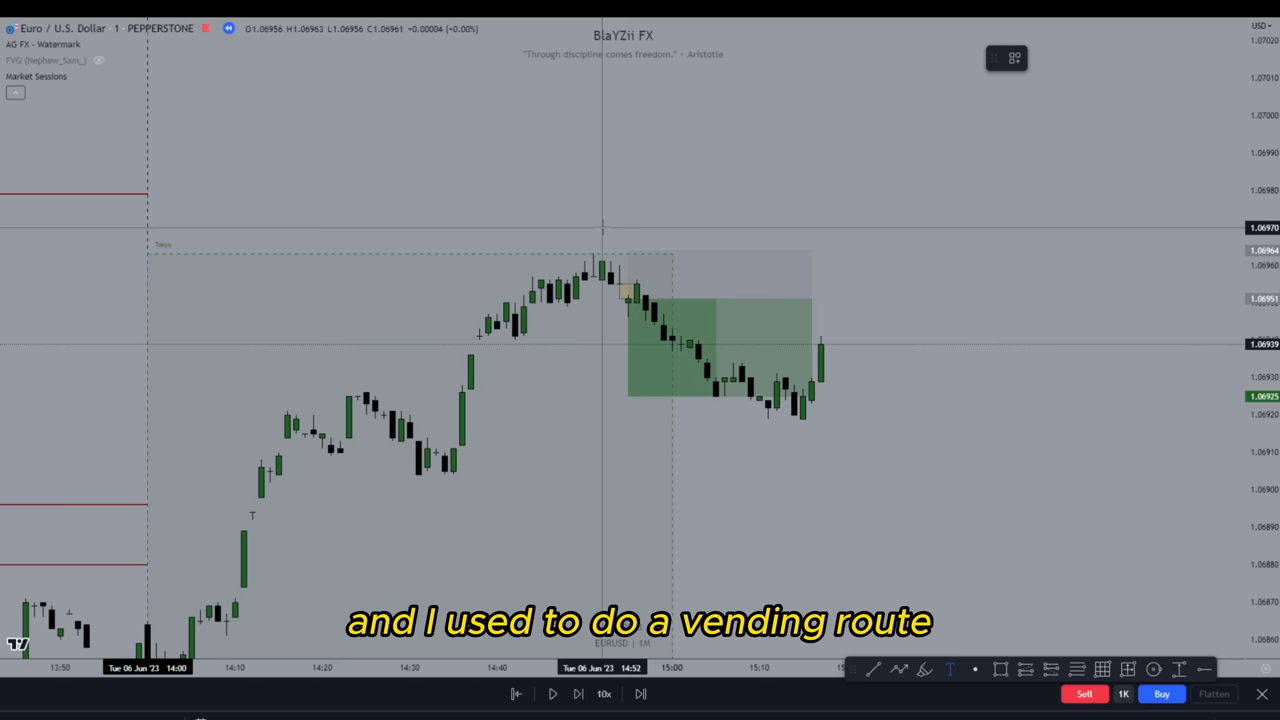 Euro / U.S. Dollar · 1 · PEPPERSTONE O1.06956 H1.06963 L1.06956 C1.06961 +0.00004 (+0.00%)
AG FX - Watermark
FVG (Nephew_Sam_)
Market Sessions
BlaYZii FX
"Through discipline comes freedom." - Aristotle
USD
1.07020
1.07010
1.07000
1.06990
1.06980
1.06970
1.06964
1.06960
1.06951
1.06939
1.06930
1.06925
1.06920
1.06910
1.06900
1.06890
1.06880
1.06870
1.06860
Tokyo
and I used to do a vending route
EURUSD | 1M
13:50 Tue 06 Jun '23 14:00 14:10 14:20 14:30 14:40 Tue 06 Jun '23 14:52 15:00 15:10
10x
Sell 1K Buy Flatten